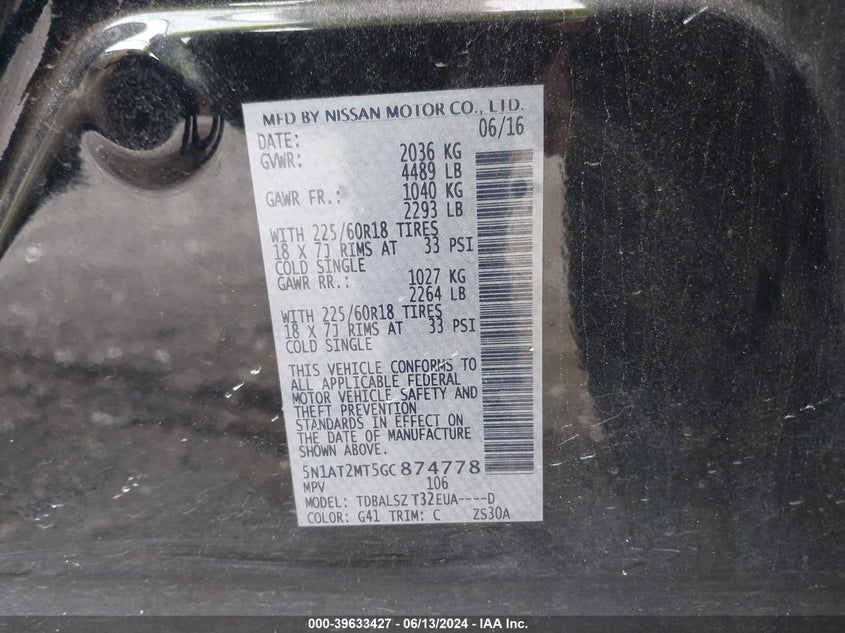 MFD BY NISSAN MOTOR CO., LTD.
DATE: 06/16
GVWR: 2036 KG
4489 LB
GAWR FR.: 1040 KG
2293 LB
WITH 225/60R18 TIRES
18 X 7J RIMS AT 33 PSI
COLD SINGLE
GAWR RR.: 1027 KG
2264 LB
WITH 225/60R18 TIRES
18 X 7J RIMS AT 33 PSI
COLD SINGLE
THIS VEHICLE CONFORMS TO
ALL APPLICABLE FEDERAL
MOTOR VEHICLE SAFETY AND
THEFT PREVENTION
STANDARDS IN EFFECT ON
THE DATE OF MANUFACTURE
SHOWN ABOVE.
5N1AT2MT5GC874778
MPV 106
MODEL: TDBALSZ T32EUA----D
COLOR: G41 TRIM: C ZS30A
000-39633427 - 06/13/2024 - IAA Inc.